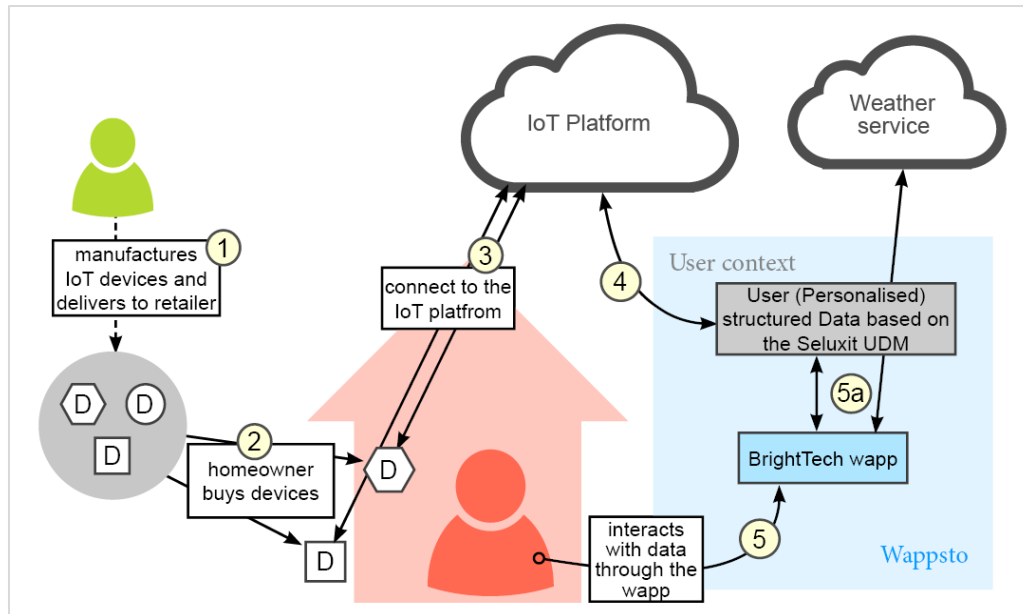 IoT Platform
Weather
service
1
manufactures
IoT devices and
delivers to retailer
3
connect to the
IoT platfrom
4
User context
User (Personalised)
structured Data based on
the Seluxit UDM
5a
D
D
D
2
homeowner
buys devices
D
D
BrightTech wapp
interacts
with data
through the
wapp
5
Wappsto